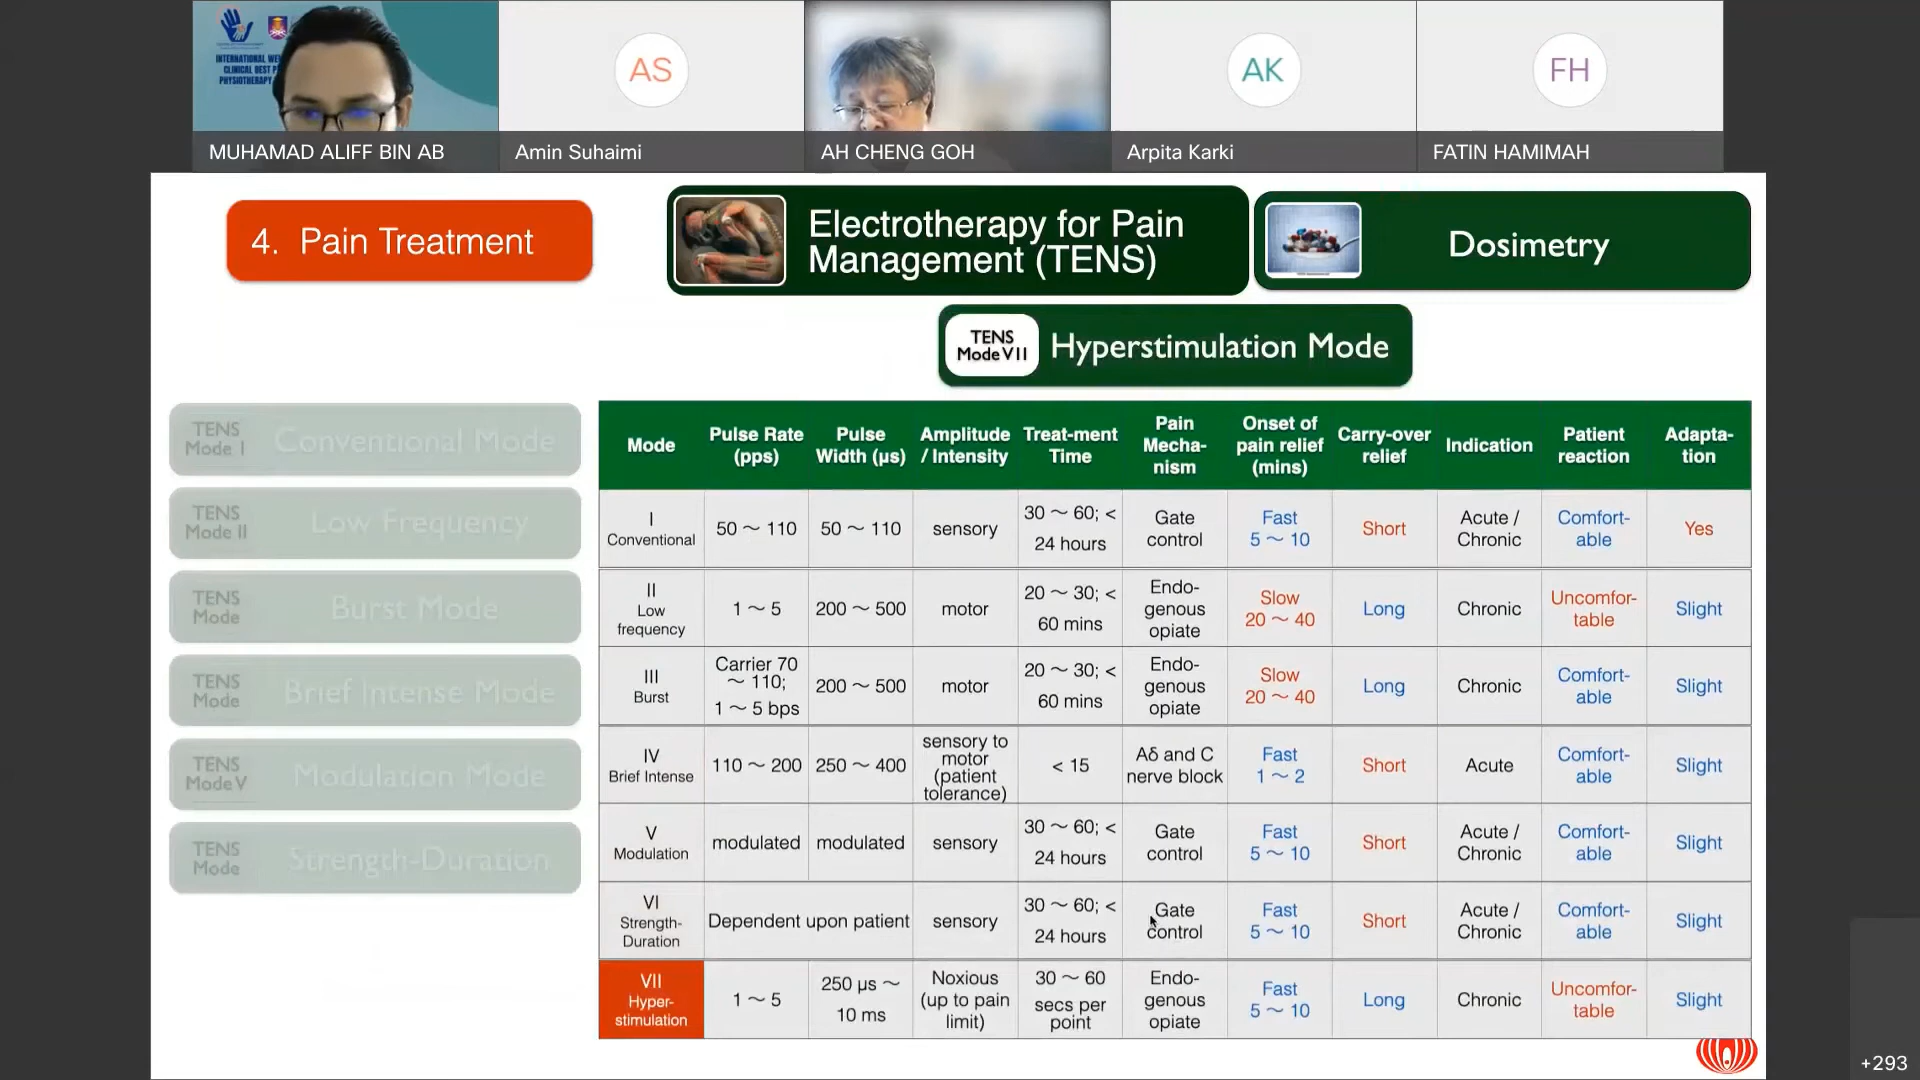 INTERNATIONAL WE
CLINICAL BEST P
PHYSIOTHERAPY
AS
AK
FH
MUHAMAD ALIFF BIN AB
Amin Suhaimi
AH CHENG GOH
Arpita Karki
FATIN HAMIMAH
4. Pain Treatment
Electrotherapy for Pain
Management (TENS)
Dosimetry
TENS
Mode VII
Hyperstimulation Mode
TENS
Mode I
Conventional Mode
TENS
Mode II
Low Frequency
TENS
Mode
Burst Mode
TENS
Mode
Brief Intense Mode
TENS
Mode V
Modulation Mode
TENS
Mode
Strength-Duration
Mode
Pulse Rate
(pps)
Pulse
Width (µs)
Amplitude
/ Intensity
Treat-ment
Time
Pain
Mecha-
nism
Onset of
pain relief
(mins)
Carry-over
relief
Indication
Patient
reaction
Adapta-
tion
I
Conventional
50 ～ 110
50 ～ 110
sensory
30 ～ 60; <
24 hours
Gate
control
Fast
5 ～ 10
Short
Acute /
Chronic
Comfort-
able
Yes
II
Low
frequency
1 ～ 5
200 ～ 500
motor
20 ～ 30; <
60 mins
Endo-
genous
opiate
Slow
20 ～ 40
Long
Chronic
Uncomfor-
table
Slight
III
Burst
Carrier 70
～ 110;
1 ～ 5 bps
200 ～ 500
motor
20 ～ 30; <
60 mins
Endo-
genous
opiate
Slow
20 ～ 40
Long
Chronic
Comfort-
able
Slight
IV
Brief Intense
110 ～ 200
250 ～ 400
sensory to
motor
(patient
tolerance)
< 15
Aδ and C
nerve block
Fast
1 ～ 2
Short
Acute
Comfort-
able
Slight
V
Modulation
modulated
modulated
sensory
30 ～ 60; <
24 hours
Gate
control
Fast
5 ～ 10
Short
Acute /
Chronic
Comfort-
able
Slight
VI
Strength-
Duration
Dependent upon patient
sensory
30 ～ 60; <
24 hours
Gate
control
Fast
5 ～ 10
Short
Acute /
Chronic
Comfort-
able
Slight
VII
Hyper-
stimulation
1 ～ 5
250 µs ～
10 ms
Noxious
(up to pain
limit)
30 ～ 60
secs per
point
Endo-
genous
opiate
Fast
5 ～ 10
Long
Chronic
Uncomfor-
table
Slight
+293